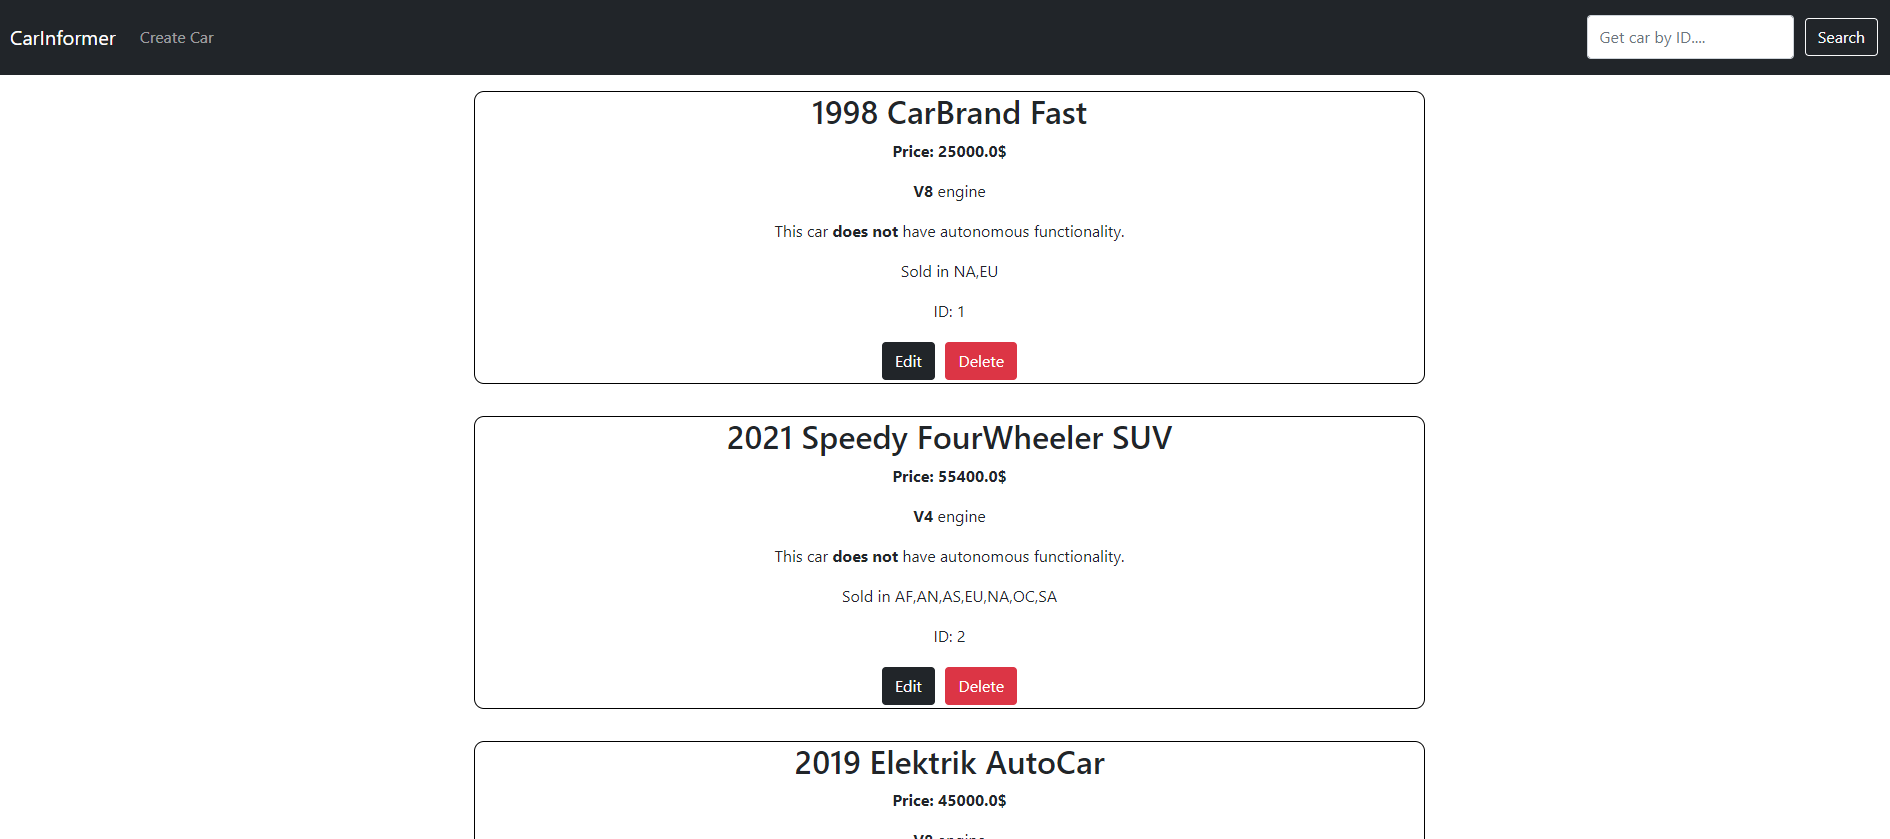 CarInformer Create Car Get car by ID.... Search
1998 CarBrand Fast
Price: 25000.0$
V8 engine
This car does not have autonomous functionality.
Sold in NA,EU
ID: 1
Edit Delete
2021 Speedy FourWheeler SUV
Price: 55400.0$
V4 engine
This car does not have autonomous functionality.
Sold in AF,AN,AS,EU,NA,OC,SA
ID: 2
Edit Delete
2019 Elektrik AutoCar
Price: 45000.0$
V8 engine